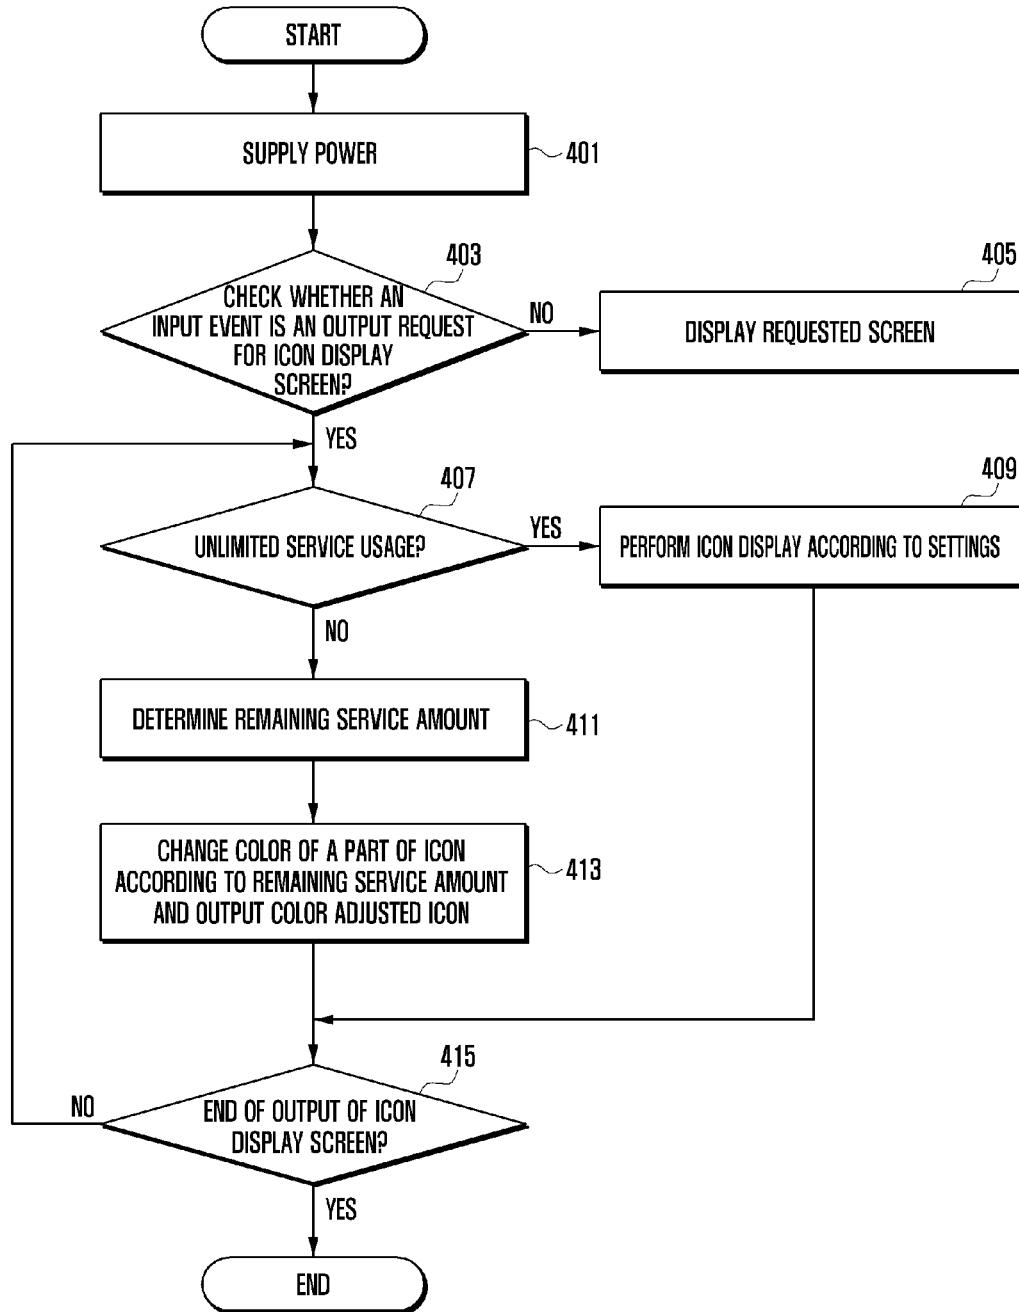 START
SUPPLY POWER
401
403
CHECK WHETHER AN
INPUT EVENT IS AN OUTPUT REQUEST
FOR ICON DISPLAY
SCREEN?
NO
405
DISPLAY REQUESTED SCREEN
YES
407
UNLIMITED SERVICE USAGE?
YES
409
PERFORM ICON DISPLAY ACCORDING TO SETTINGS
NO
DETERMINE REMAINING SERVICE AMOUNT
411
CHANGE COLOR OF A PART OF ICON
ACCORDING TO REMAINING SERVICE AMOUNT
AND OUTPUT COLOR ADJUSTED ICON
413
415
NO
END OF OUTPUT OF ICON
DISPLAY SCREEN?
YES
END